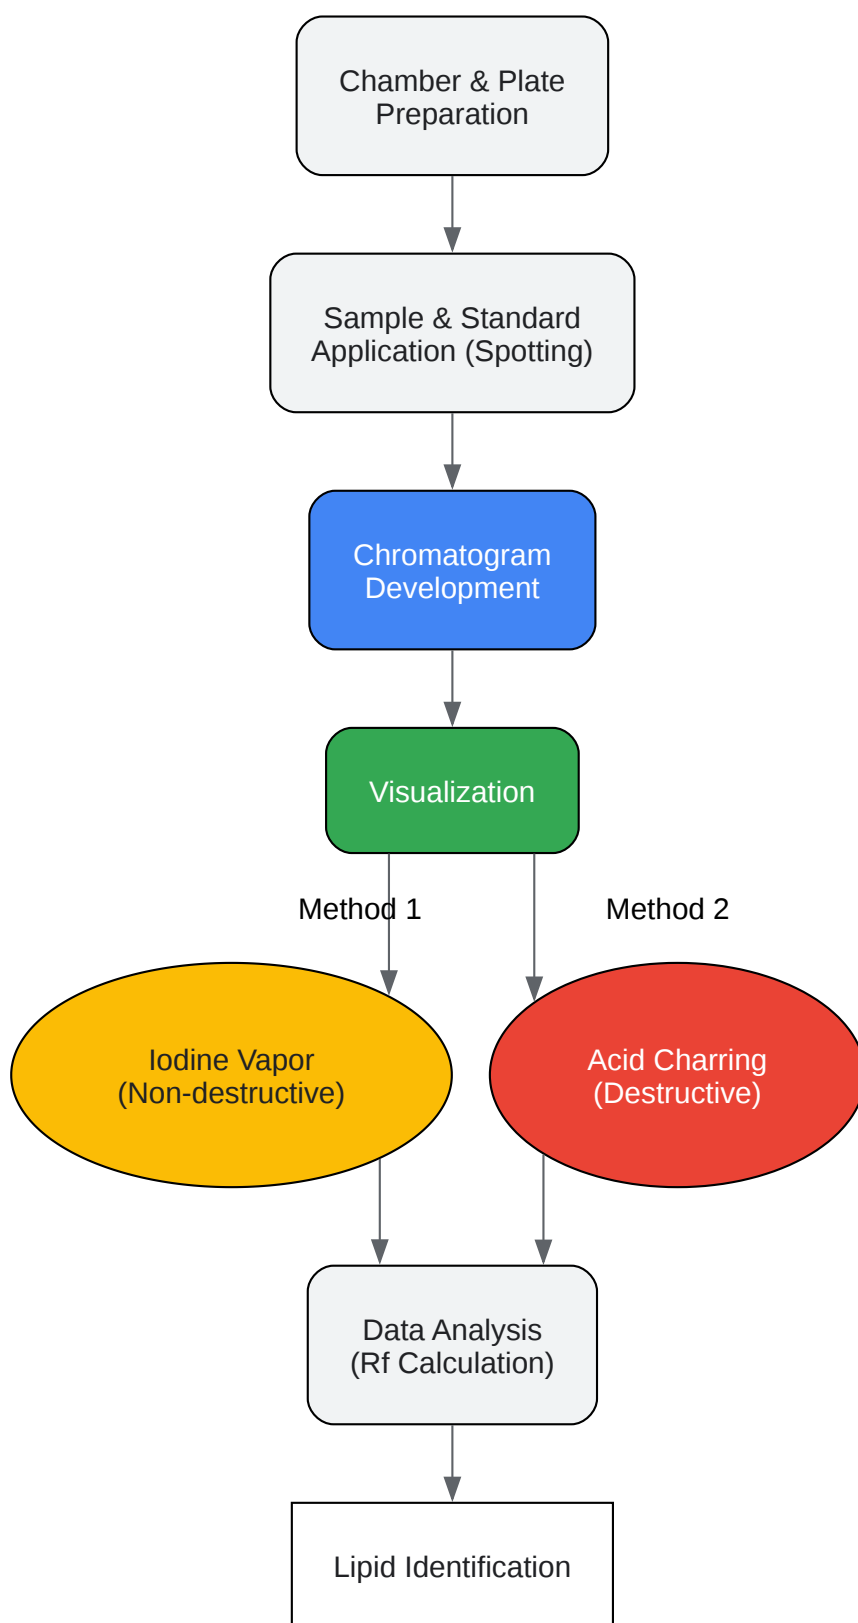 Chamber & Plate
Preparation
Sample & Standard
Application (Spotting)
Chromatogram
Development
Visualization
Method 1
Method 2
Iodine Vapor
(Non-destructive)
Acid Charring
(Destructive)
Data Analysis
(Rf Calculation)
Lipid Identification